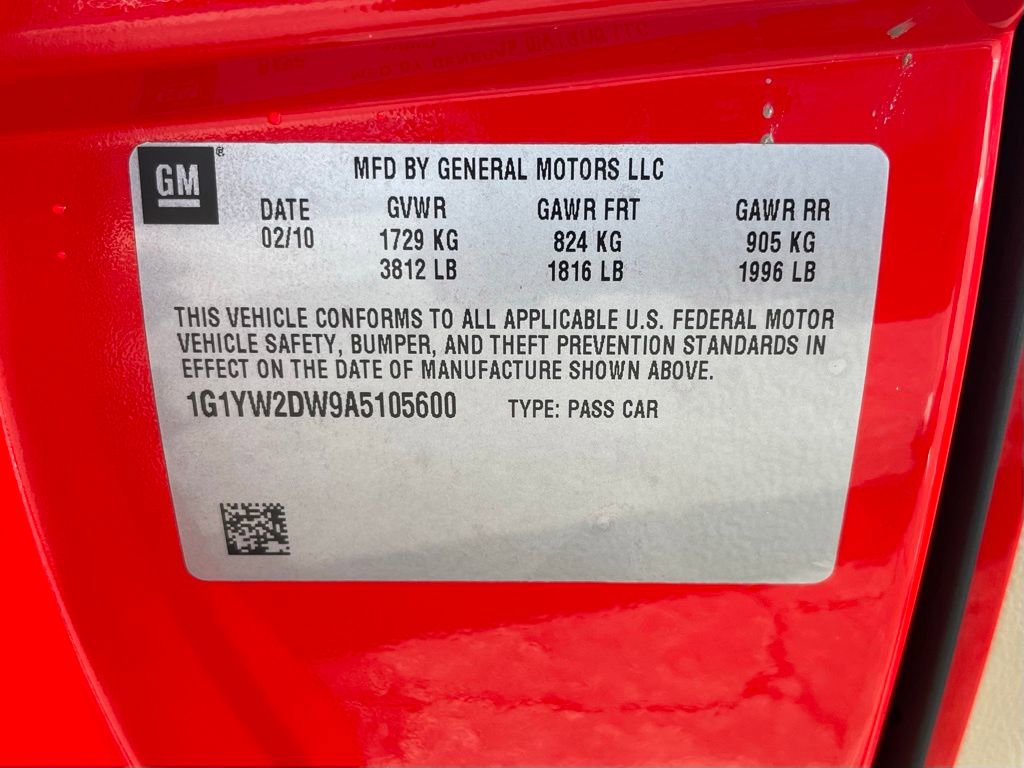 GM®
MFD BY GENERAL MOTORS LLC
DATE GVWR GAWR FRT GAWR RR
02/10 1729 KG 824 KG 905 KG
3812 LB 1816 LB 1996 LB
THIS VEHICLE CONFORMS TO ALL APPLICABLE U.S. FEDERAL MOTOR
VEHICLE SAFETY, BUMPER, AND THEFT PREVENTION STANDARDS IN
EFFECT ON THE DATE OF MANUFACTURE SHOWN ABOVE.
1G1YW2DW9A5105600 TYPE: PASS CAR